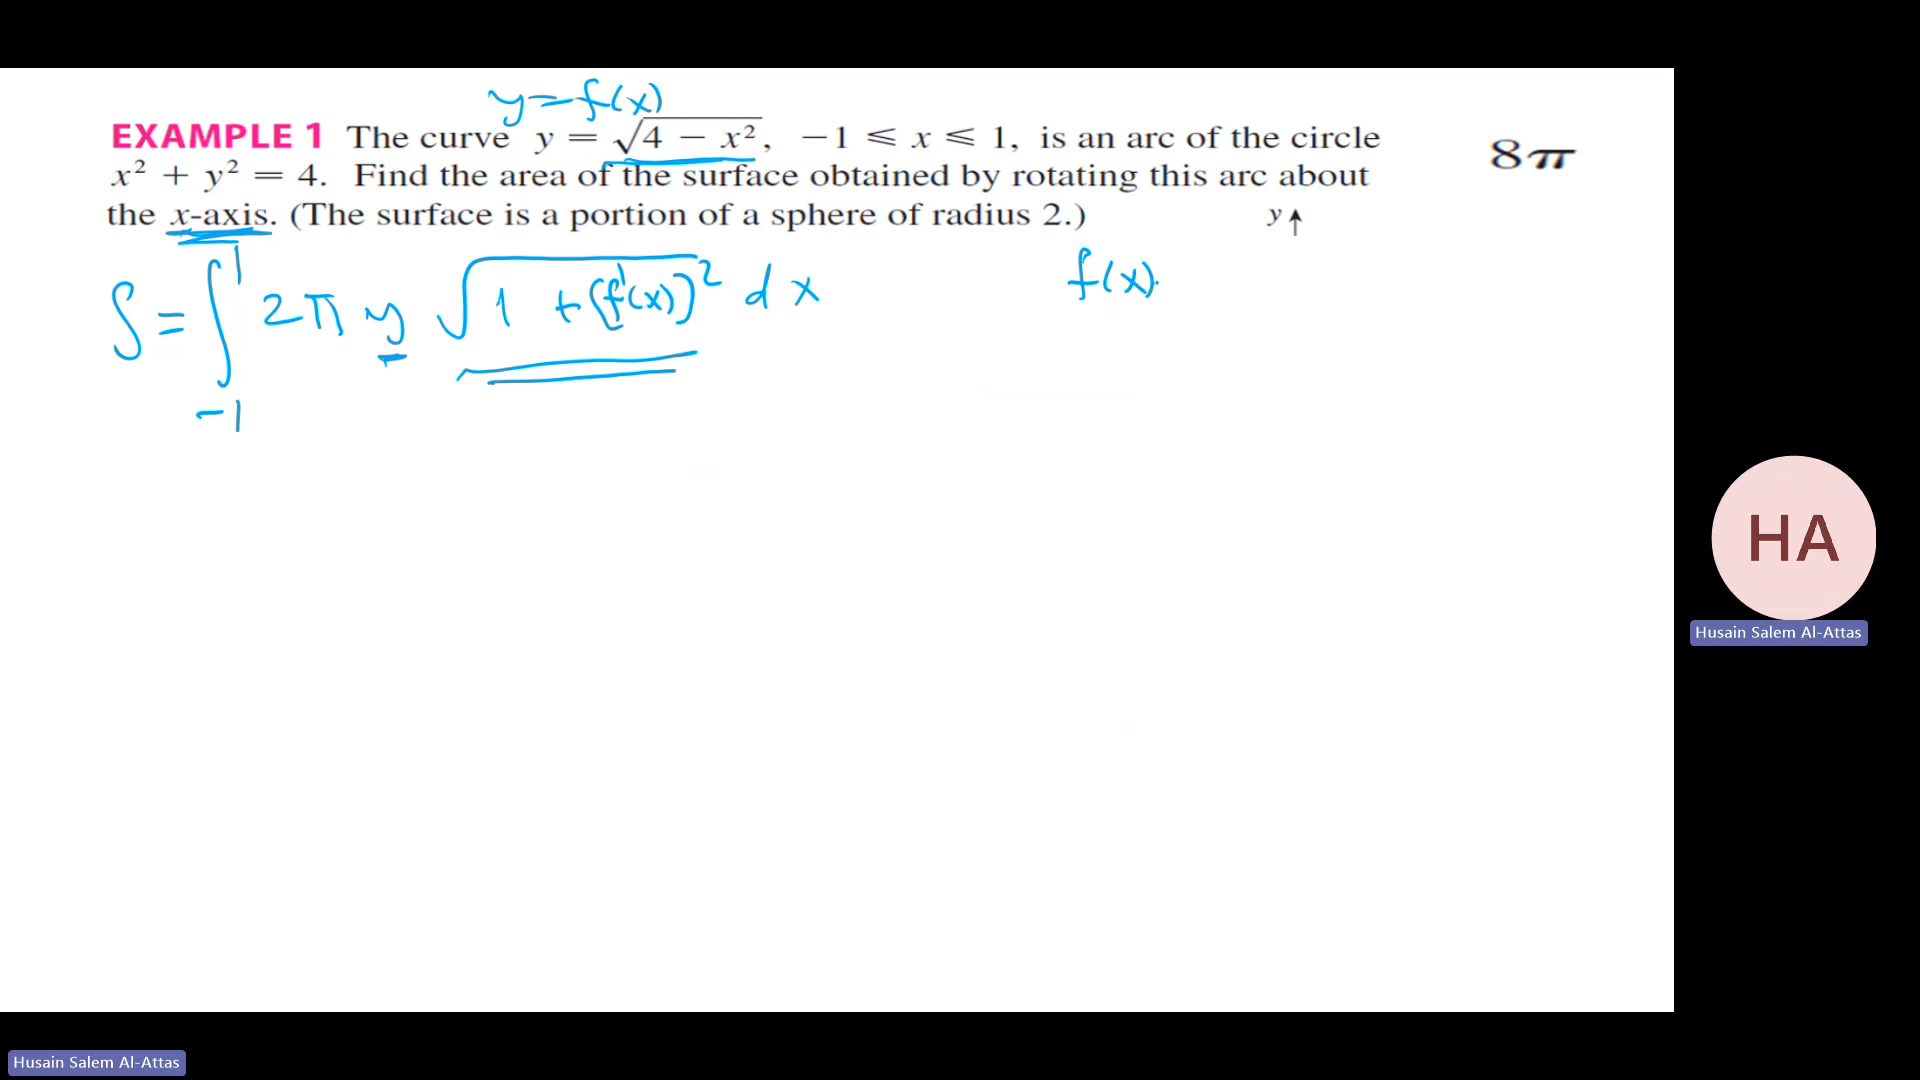 y = f(x)
EXAMPLE 1 The curve y = √(4 − x²), −1 ⩽ x ⩽ 1, is an arc of the circle
x² + y² = 4. Find the area of the surface obtained by rotating this arc about
the x-axis. (The surface is a portion of a sphere of radius 2.)
8π
y
S = ∫₋₁¹ 2π y √(1 + [f'(x)]²) dx
f(x)
HA
Husain Salem Al-Attas
Husain Salem Al-Attas